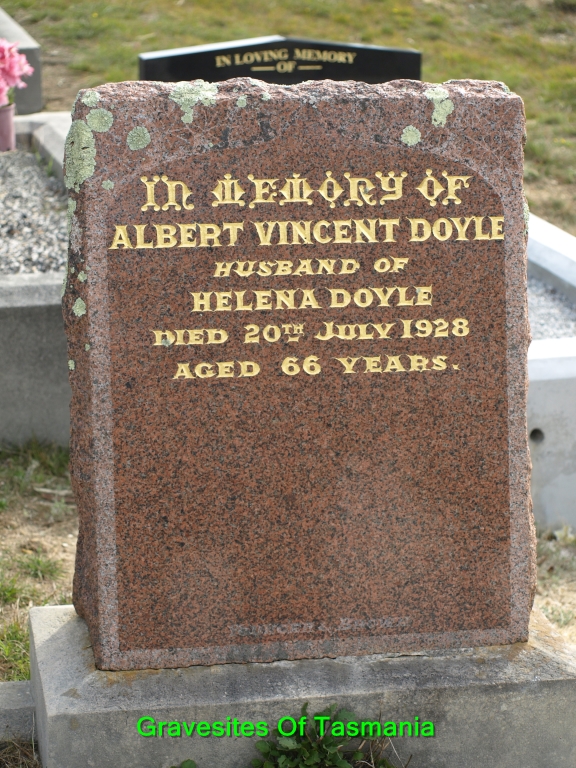 IN LOVING MEMORY
OF
In Memory Of
ALBERT VINCENT DOYLE
HUSBAND OF
HELENA DOYLE
DIED 20TH JULY 1928
AGED 66 YEARS.
Gravesites Of Tasmania